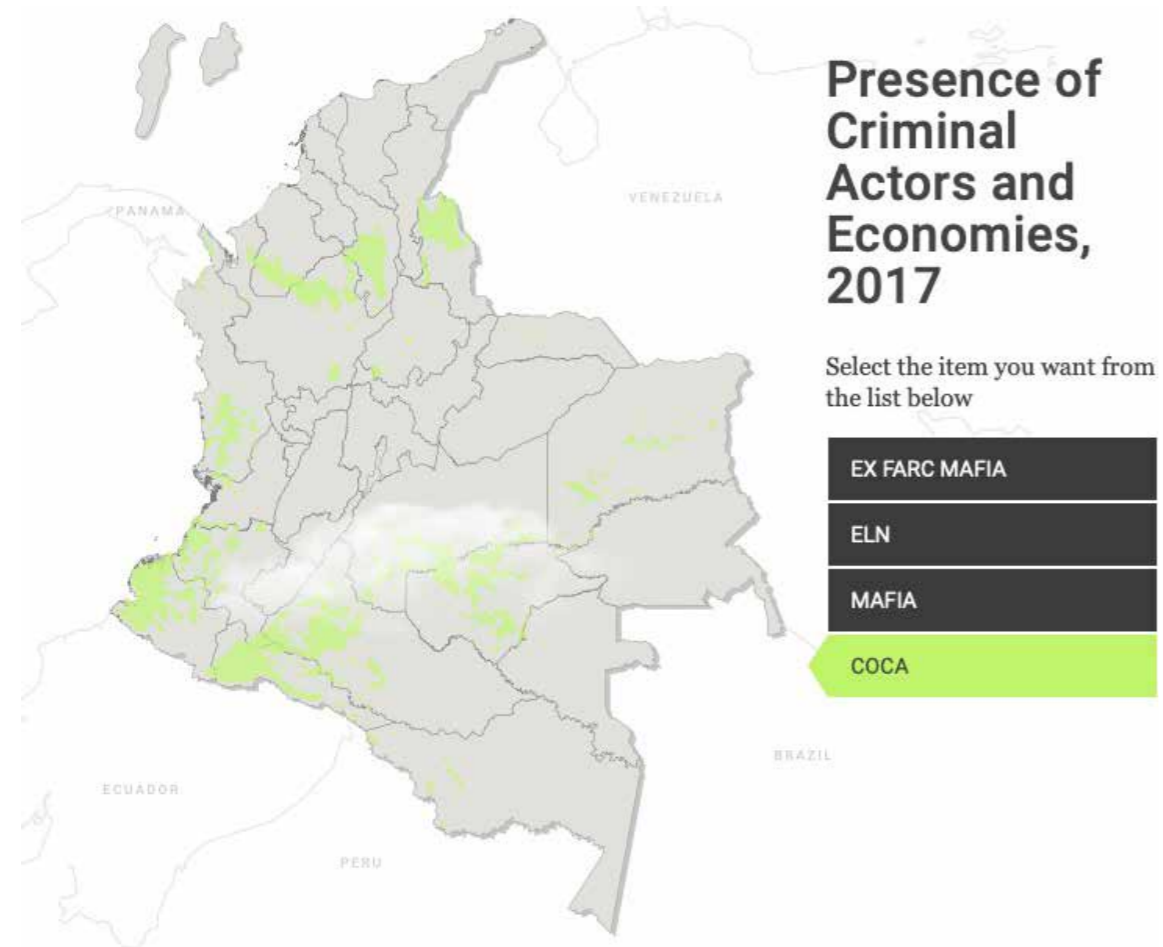 Presence of
Criminal
Actors and
Economies,
2017
Select the item you want from
the list below
EX FARC MAFIA
ELN
MAFIA
COCA
PANAMA
VENEZUELA
BRAZIL
ECUADOR
PERU